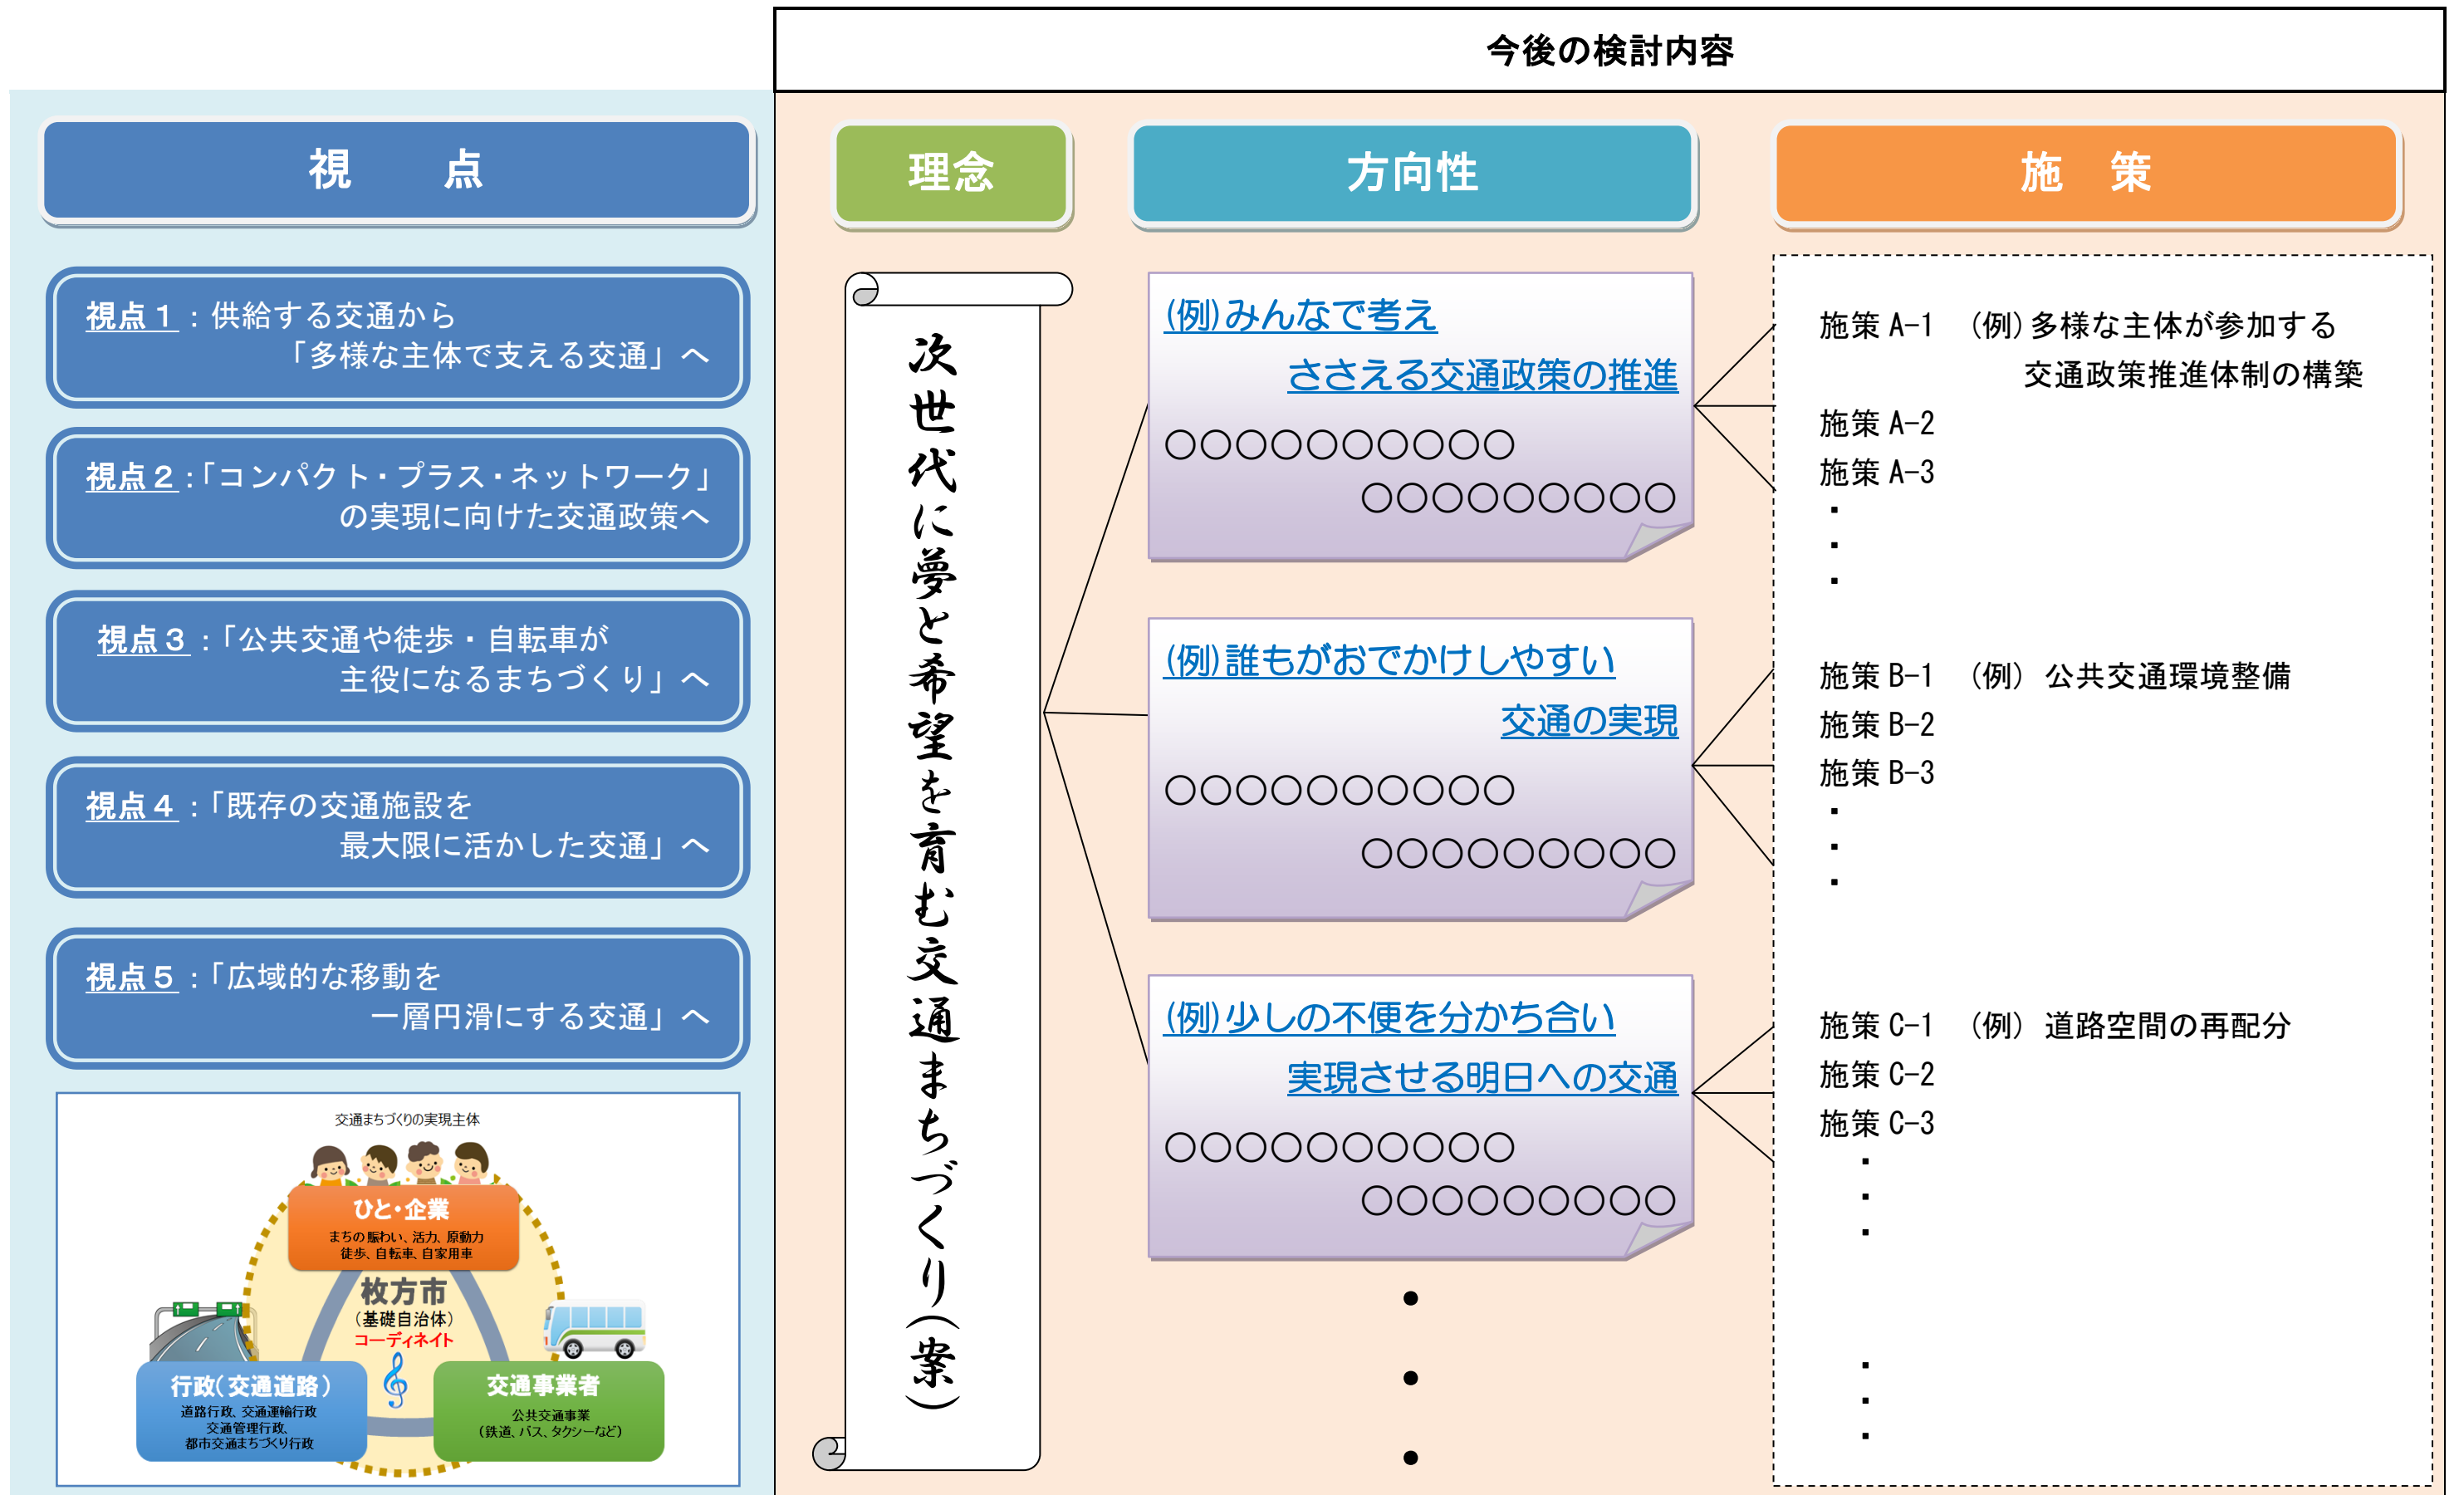 今後の検討内容
視　　点
視点１：供給する交通から
「多様な主体で支える交通」へ
視点２：「コンパクト・プラス・ネットワーク」
の実現に向けた交通政策へ
視点３：「公共交通や徒歩・自転車が
主役になるまちづくり」へ
視点４：「既存の交通施設を
最大限に活かした交通」へ
視点５：「広域的な移動を
一層円滑にする交通」へ
交通まちづくりの実現主体
ひと・企業
まちの賑わい、活力、原動力
徒歩、自転車、自家用車
枚方市
（基礎自治体）
コーディネイト
行政（交通道路）
道路行政、交通運輸行政
交通管理行政、
都市交通まちづくり行政
交通事業者
公共交通事業
（鉄道、バス、タクシーなど）
理念
次世代に夢と希望を育む交通まちづくり（案）
方向性
(例)みんなで考え
ささえる交通政策の推進
○○○○○○○○○○
○○○○○○○○○
(例)誰もがおでかけしやすい
交通の実現
○○○○○○○○○○
○○○○○○○○○
(例)少しの不便を分かち合い
実現させる明日への交通
○○○○○○○○○○
○○○○○○○○○
・
・
・
施　策
施策 A-1　（例）多様な主体が参加する
交通政策推進体制の構築
施策 A-2
施策 A-3
・
・
・
施策 B-1　（例）公共交通環境整備
施策 B-2
施策 B-3
・
・
・
施策 C-1　（例）道路空間の再配分
施策 C-2
施策 C-3
・
・
・
・
・
・